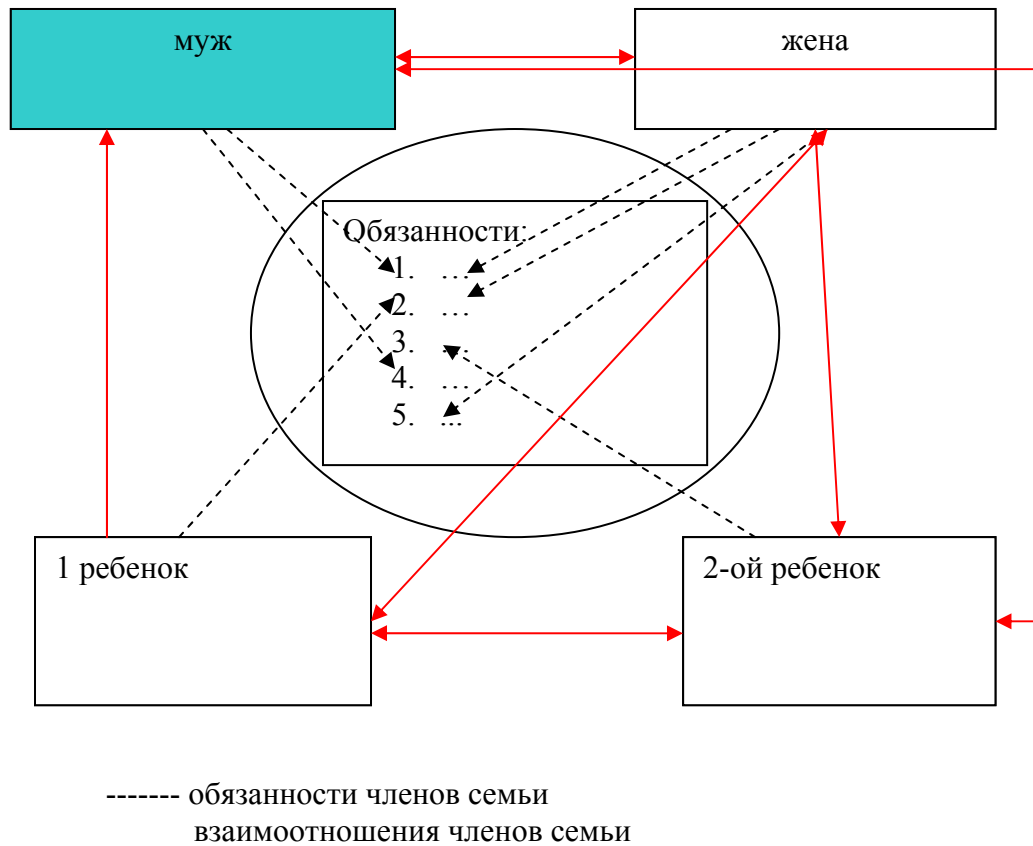 муж
жена
Обязанности:
1. ...
2. ...
3. ...
4. ...
5. ...
1 ребенок
2-ой ребенок
------- обязанности членов семьи
взаимоотношения членов семьи